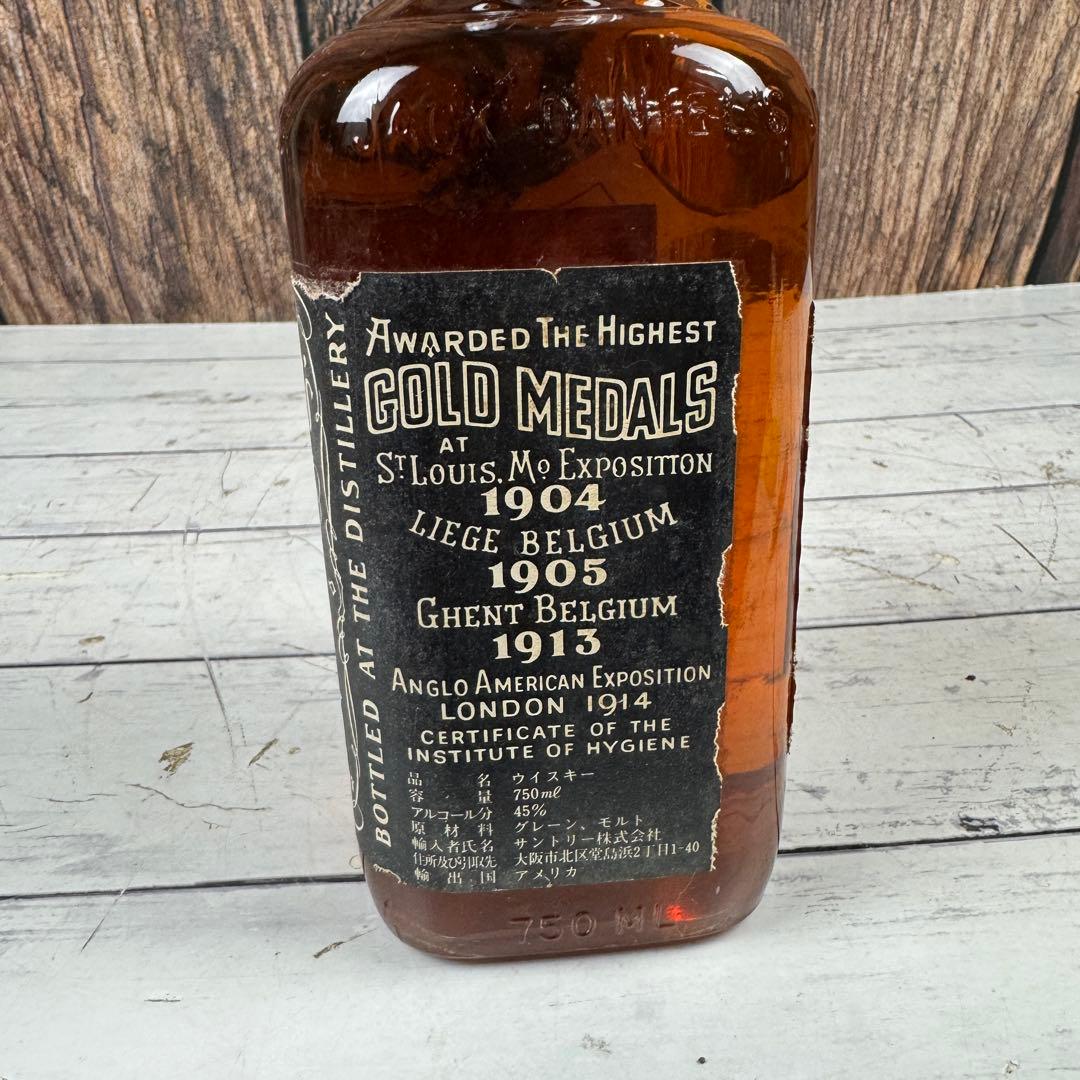 JACK DANIEL'S
AWARDED THE HIGHEST
GOLD MEDALS
AT
ST LOUIS, MO EXPOSITION
1904
LIEGE BELGIUM
1905
GHENT BELGIUM
1913
ANGLO AMERICAN EXPOSITION
LONDON 1914
CERTIFICATE OF THE
INSTITUTE OF HYGIENE
品名 ウイスキー
容量 750ml
アルコール分 45%
原材料 グレーン、モルト
輸入者氏名 サントリー株式会社
住所及び引取先 大阪市北区堂島浜2丁目1-40
輸出国 アメリカ
BOTTLED AT THE DISTILLERY
750 ML